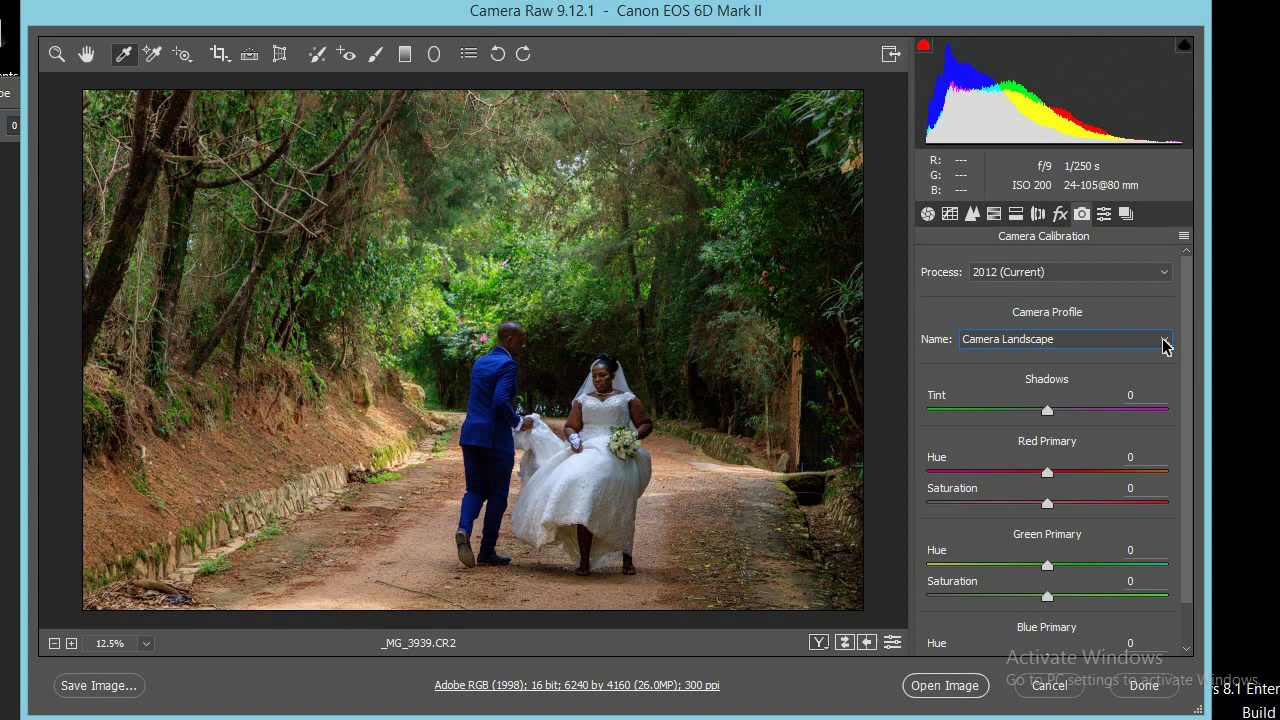 Camera Raw 9.12.1 - Canon EOS 6D Mark II
R: ---
G: ---
B: ---
f/9 1/250 s
ISO 200 24-105@80 mm
fx
Camera Calibration
Process: 2012 (Current)
Camera Profile
Name: Camera Landscape
Shadows
Tint 0
Red Primary
Hue 0
Saturation 0
Green Primary
Hue 0
Saturation 0
Blue Primary
Hue 0
12.5%
_MG_3939.CR2
Y
Activate Windows
Go to PC settings to activate Windows.
Save Image...
Adobe RGB (1998); 16 bit; 6240 by 4160 (26.0MP); 300 ppi
Open Image
Cancel
Done
0
s 8.1 Enter
Build